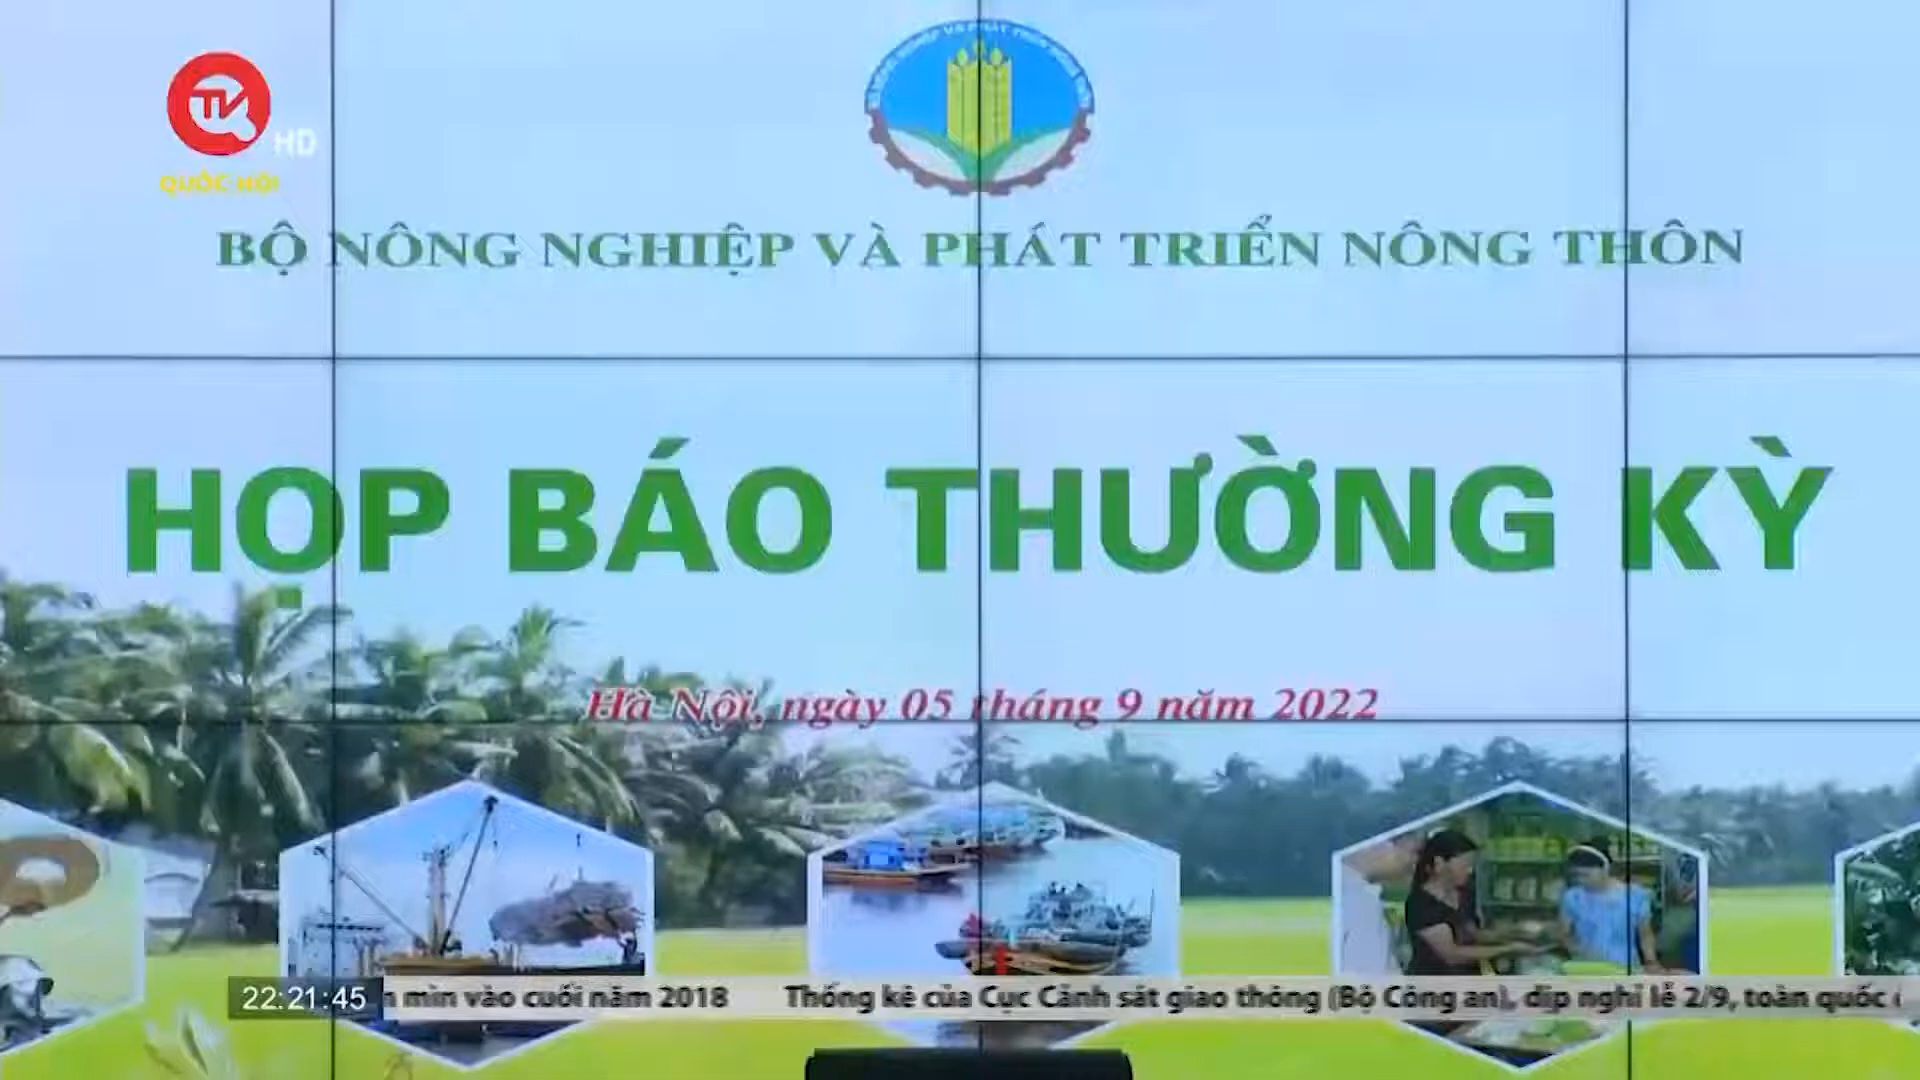 TV
HD
QUỐC HỘI
BỘ NÔNG NGHIỆP VÀ PHÁT TRIỂN NÔNG THÔN
HỌP BÁO THƯỜNG KỲ
Hà Nội, ngày 05 tháng 9 năm 2022
22:21:45 mìn vào cuối năm 2018 Thống kê của Cục Cảnh sát giao thông (Bộ Công an), dịp nghỉ lễ 2/9, toàn quốc